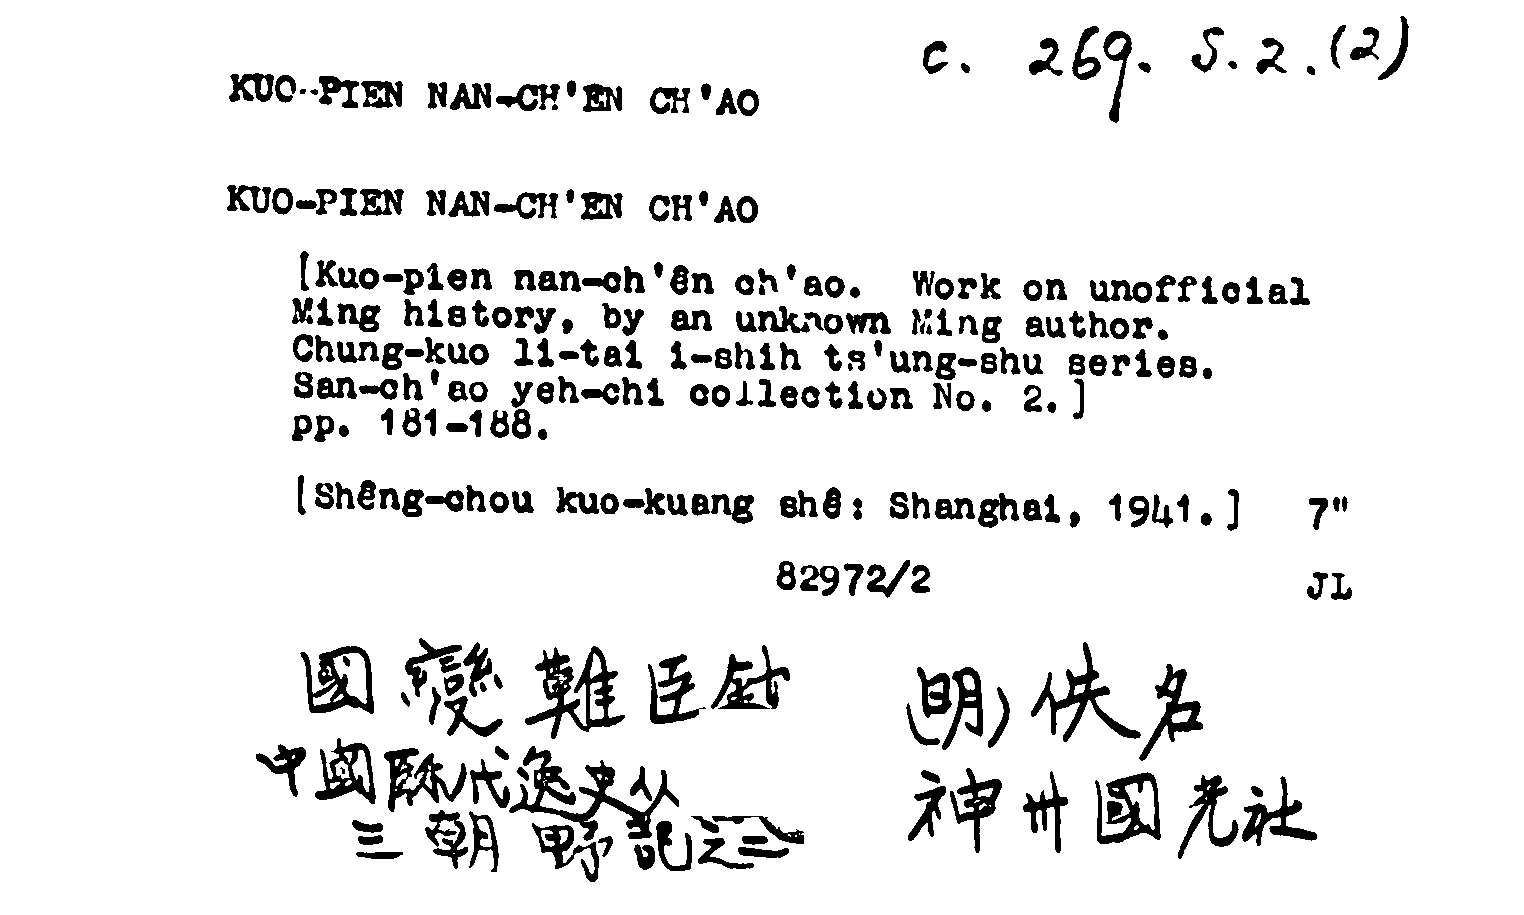 c. 269. S. 2. (2)
KUO-PIEN NAN-CH'EN CH'AO
KUO-PIEN NAN-CH'EN CH'AO
[Kuo-pien nan-ch'ên ch'ao. Work on unofficial
Ming history, by an unknown Ming author.
Chung-kuo li-tai i-shih ts'ung-shu series.
San-ch'ao yeh-chi collection No. 2.]
pp. 181-188.
[Shêng-chou kuo-kuang shê: Shanghai, 1941.] 7"
82972/2 JL
國變難臣鈔 (明) 佚名
中國歷代逸史丛
神州國光社
三朝野記之二